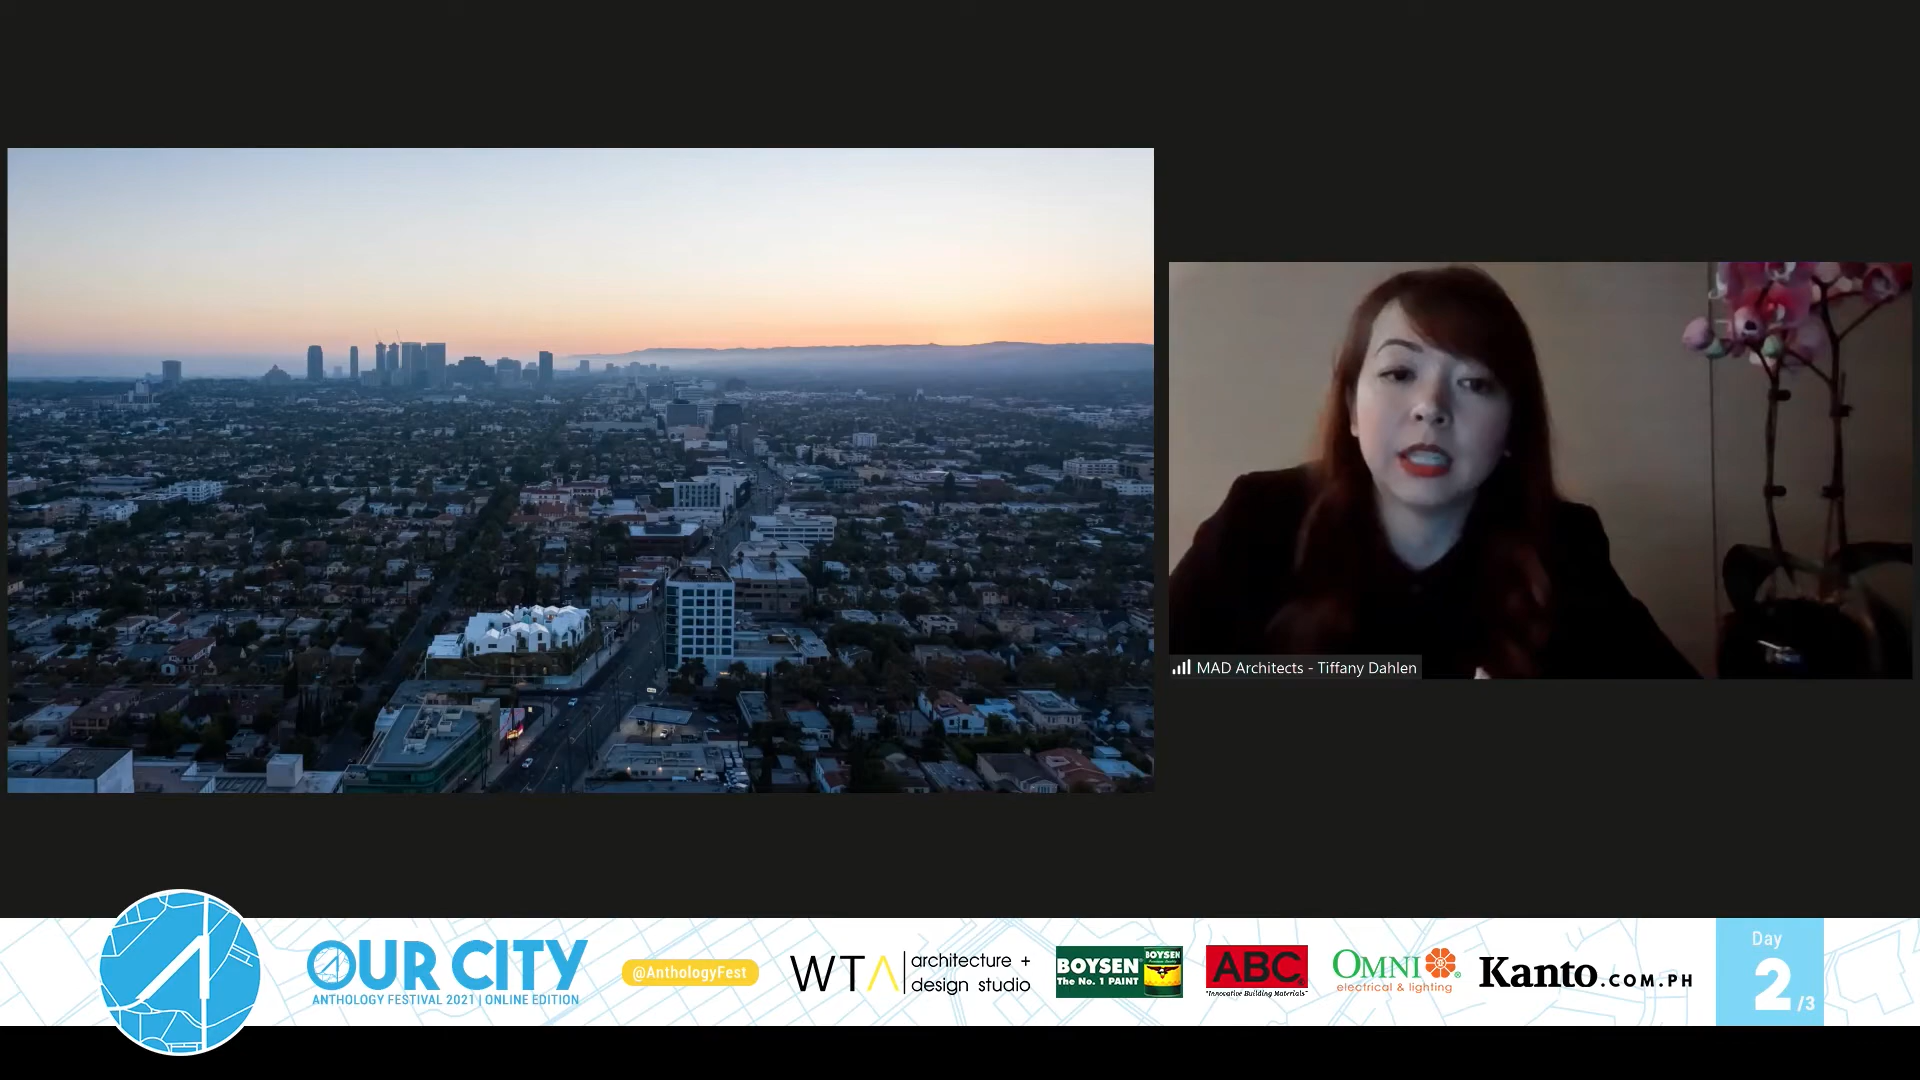 MAD Architects - Tiffany Dahlen
OUR CITY
ANTHOLOGY FESTIVAL 2021 | ONLINE EDITION
@AnthologyFest
WTA
architecture +
design studio
BOYSEN
The No. 1 PAINT
BOYSEN
ABC
"Innovative Building Materials"
OMNI
electrical & lighting
Kanto.COM.PH
Day
2/3